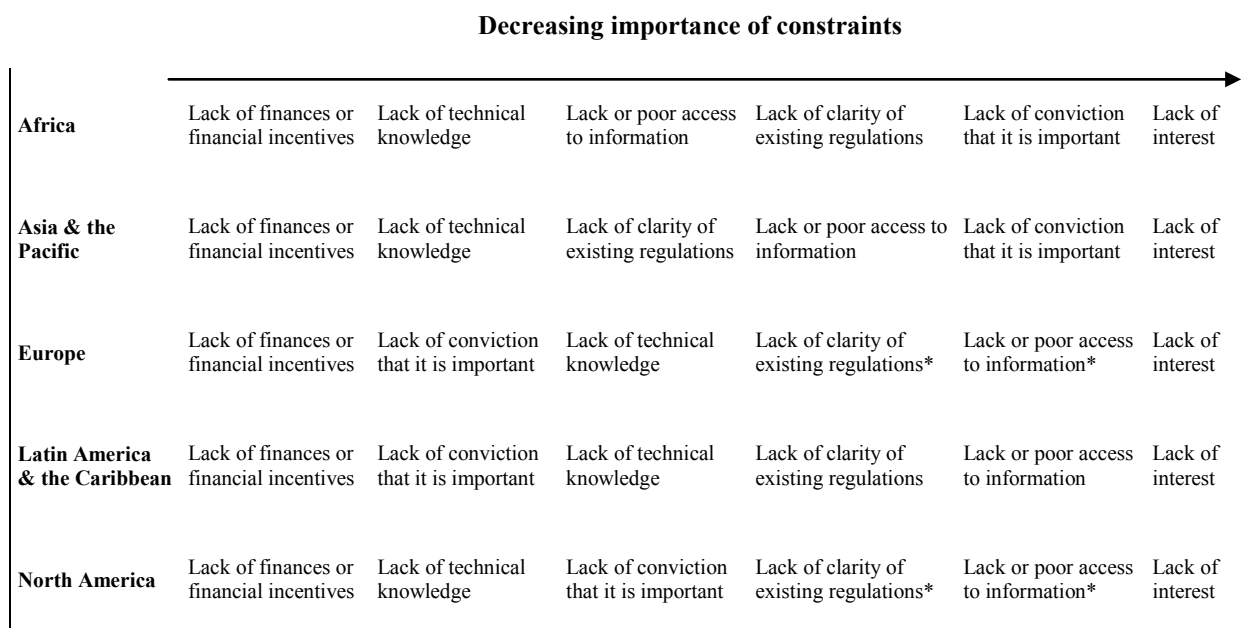 Decreasing importance of constraints
Africa
Lack of finances or
financial incentives
Lack of technical
knowledge
Lack or poor access
to information
Lack of clarity of
existing regulations
Lack of conviction
that it is important
Lack of
interest
Asia & the
Pacific
Lack of finances or
financial incentives
Lack of technical
knowledge
Lack of clarity of
existing regulations
Lack or poor access to
information
Lack of conviction
that it is important
Lack of
interest
Europe
Lack of finances or
financial incentives
Lack of conviction
that it is important
Lack of technical
knowledge
Lack of clarity of
existing regulations*
Lack or poor access
to information*
Lack of
interest
Latin America
& the Caribbean
Lack of finances or
financial incentives
Lack of conviction
that it is important
Lack of technical
knowledge
Lack of clarity of
existing regulations
Lack or poor access
to information
Lack of
interest
North America
Lack of finances or
financial incentives
Lack of technical
knowledge
Lack of conviction
that it is important
Lack of clarity of
existing regulations*
Lack or poor access
to information*
Lack of
interest